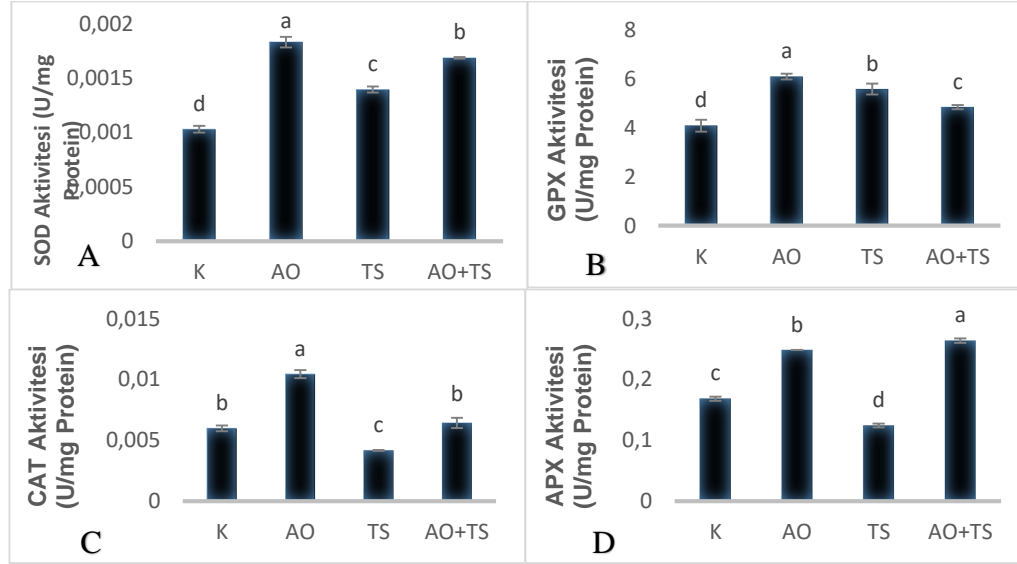 SOD Aktivitesi (U/mg
Protein)
0,002
0,0015
0,001
0,0005
0
d
a
c
b
K AO TS AO+TS
A
GPX Aktivitesi
(U/mg Protein)
8
6
4
2
0
d
a
b
c
K AO TS AO+TS
B
CAT Aktivitesi
(U/mg Protein)
0,015
0,01
0,005
0
b
a
c
b
K AO TS AO+TS
C
APX Aktivitesi
(U/mg Protein)
0,3
0,2
0,1
0
c
b
d
a
K AO TS AO+TS
D